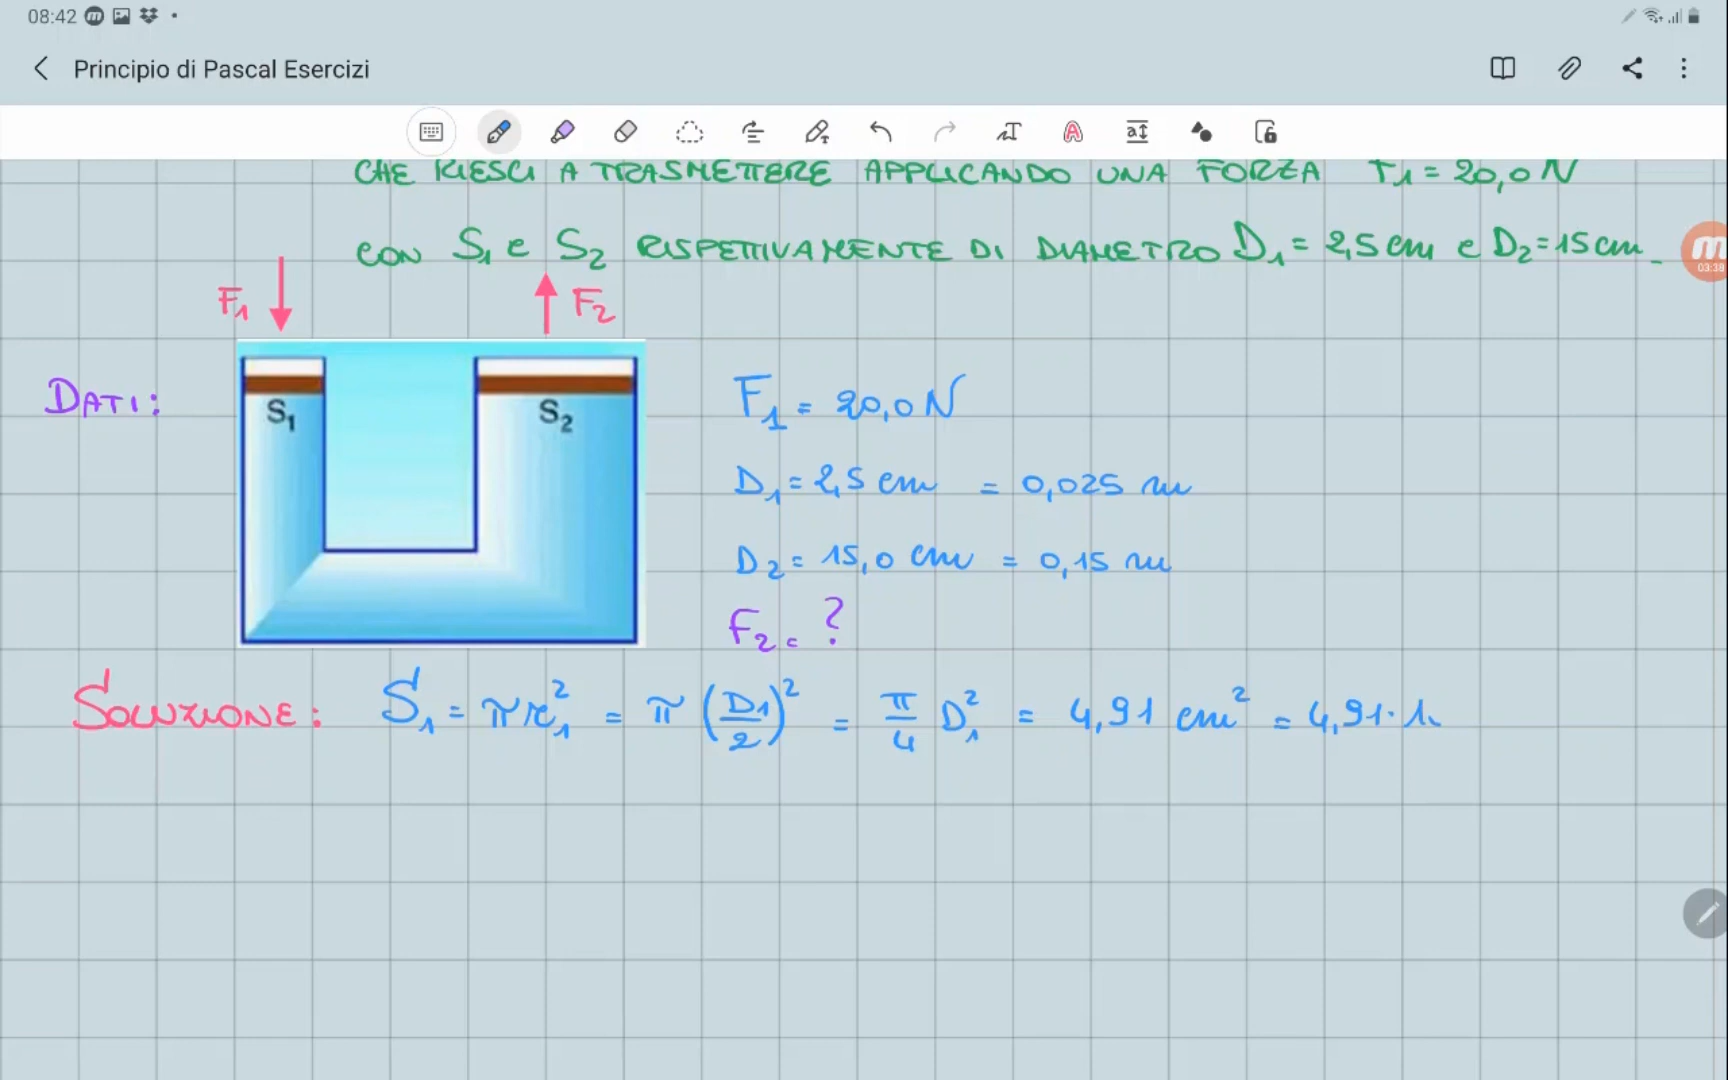 08:42
Principio di Pascal Esercizi
CHE RIESCI A TRASMETTERE APPLICANDO UNA FORZA F1 = 20,0 N
CON S1 e S2 RISPETTIVAMENTE DI DIAMETRO D1 = 2,5 cm e D2 = 15 cm
03:38
F1 F2
DATI:
S1 S2
F1 = 20,0 N
D1 = 2,5 cm = 0,025 m
D2 = 15,0 cm = 0,15 m
F2 = ?
SOLUZIONE: S1 = πr1² = π(D1/2)² = π/4 D1² = 4,91 cm² = 4,91 · 1